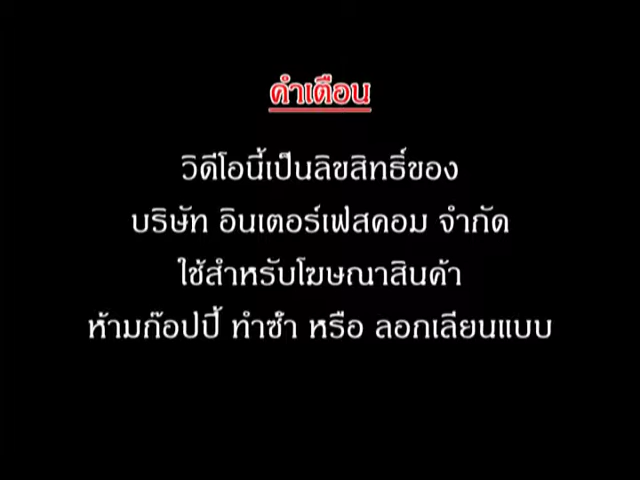 คำเตือน
วิดีโอนี้เป็นลิขสิทธิ์ของ
บริษัท อินเตอร์เฟสคอม จำกัด
ใช้สำหรับโฆษณาสินค้า
ห้ามก๊อปปี้ ทำซ้ำ หรือ ลอกเลียนแบบ